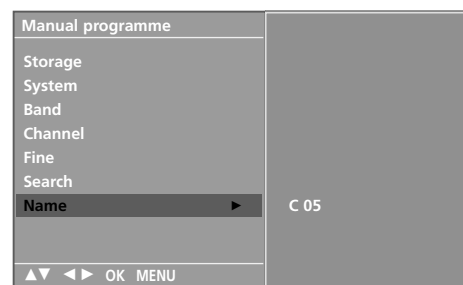 Manual programme
Storage
System
Band
Channel
Fine
Search
Name ► C 05
▲▼ ◄► OK MENU